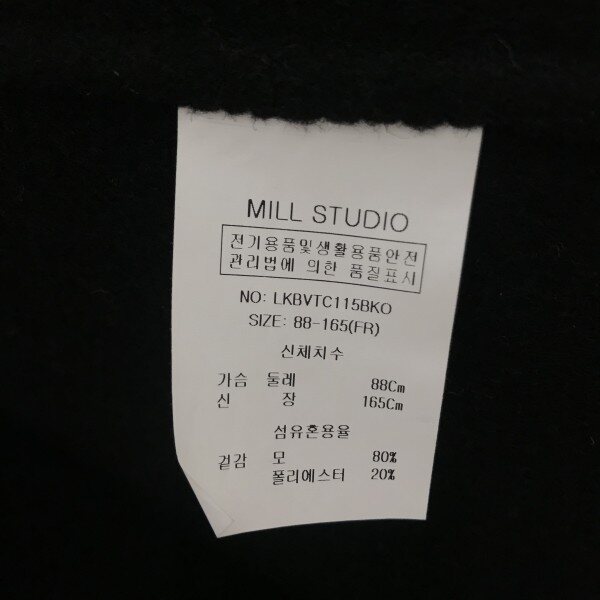 MILL STUDIO
전기용품및생활용품안전
관리법에 의한 품질표시
NO: LKBVTC115BKO
SIZE: 88-165(FR)
신체치수
가슴 둘레 88Cm
신 장 165Cm
섬유혼용율
겉감 모 80%
폴리에스터 20%